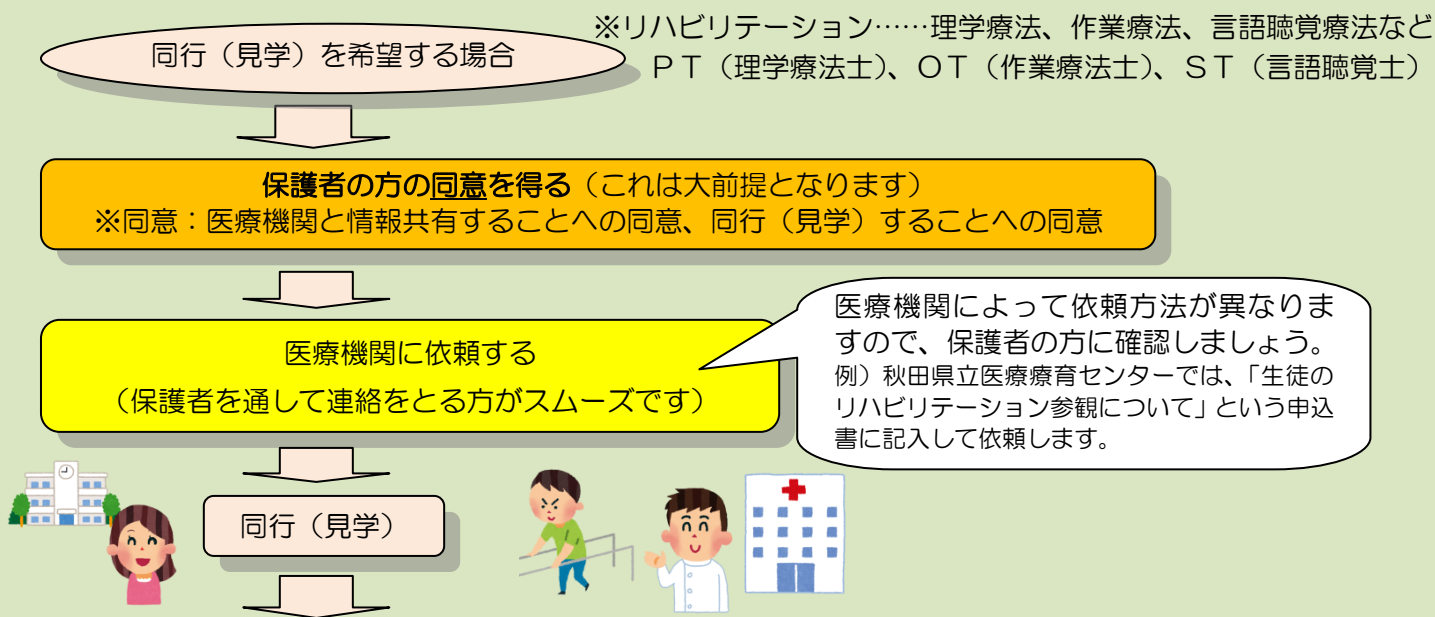 ※リハビリテーション……理学療法、作業療法、言語聴覚療法など
ＰＴ（理学療法士）、ＯＴ（作業療法士）、ＳＴ（言語聴覚士）
同行（見学）を希望する場合
保護者の方の同意を得る（これは大前提となります）
※同意：医療機関と情報共有することへの同意、同行（見学）することへの同意
医療機関に依頼する
（保護者を通して連絡をとる方がスムーズです）
医療機関によって依頼方法が異なりま
すので、保護者の方に確認しましょう。
例）秋田県立医療療育センターでは、「生徒の
リハビリテーション参観について」という申込
書に記入して依頼します。
同行（見学）